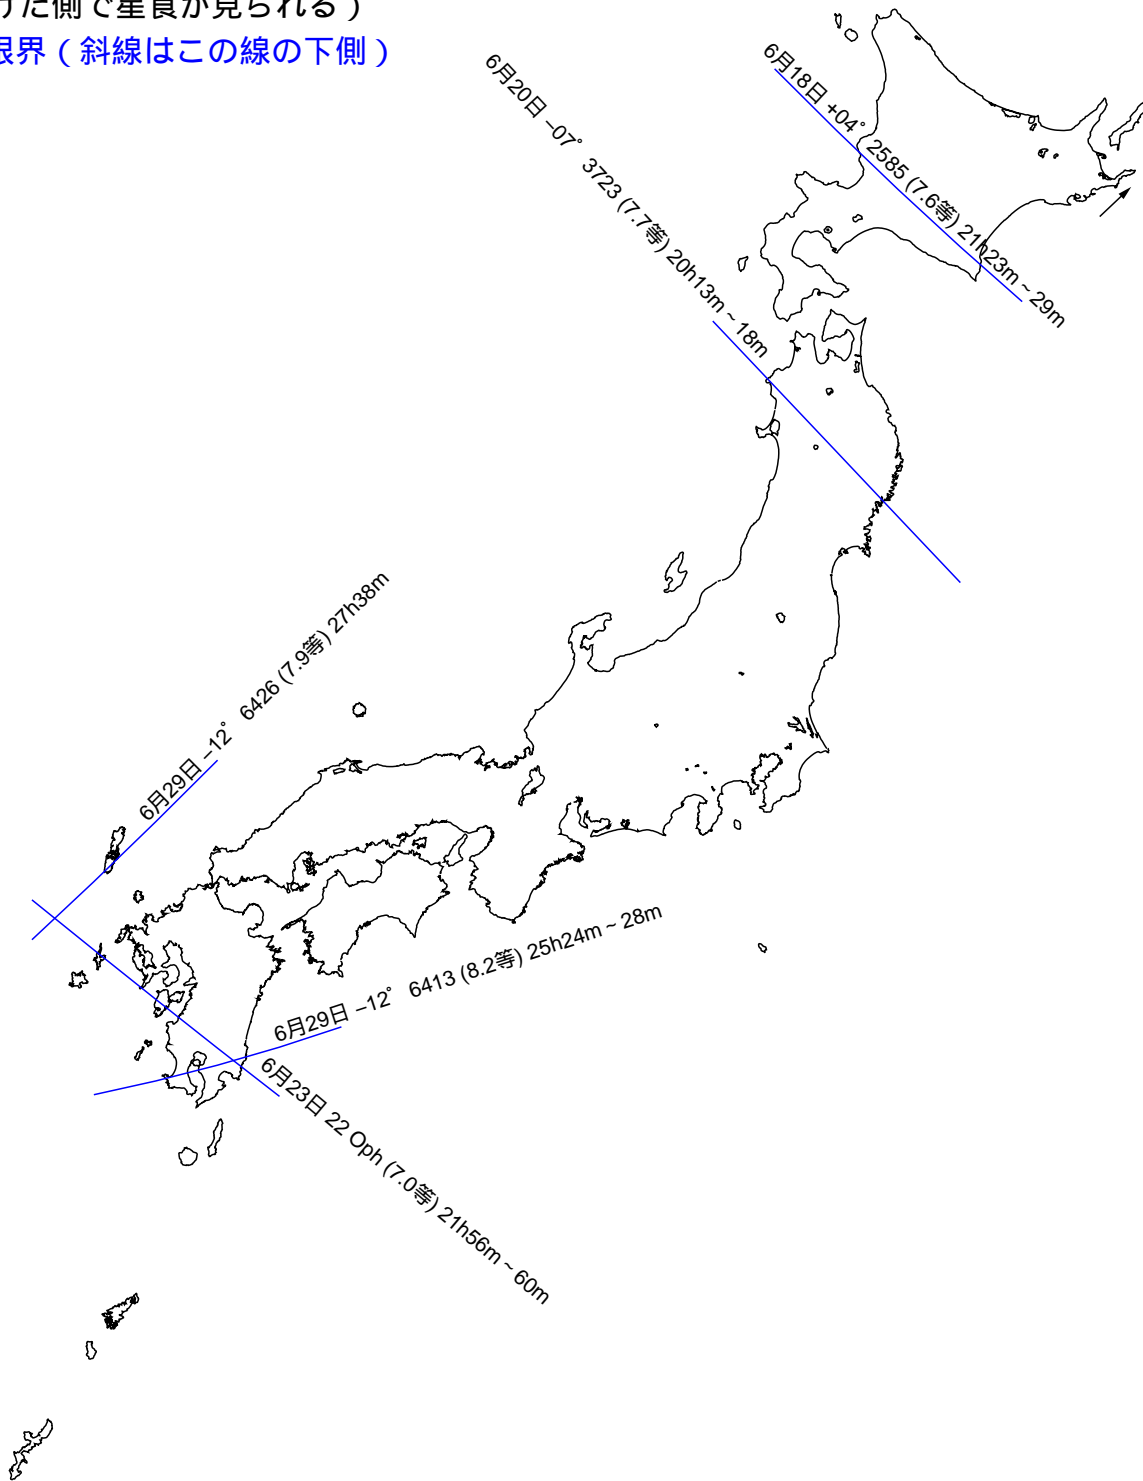 けた側で星食が見られる）
限界（斜線はこの線の下側）
6月18日 +04° 2585 (7.6等) 21h23m ~ 29m
6月20日 −07° 3723 (7.7等) 20h13m ~ 18m
6月29日 −12° 6426 (7.9等) 27h38m
6月29日 −12° 6413 (8.2等) 25h24m ~ 28m
6月23日 22 Oph (7.0等) 21h56m ~ 60m